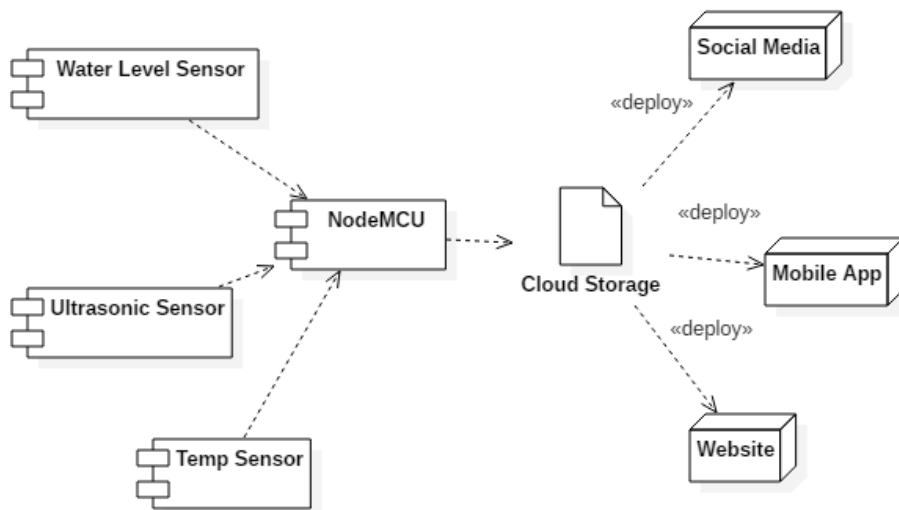 Water Level Sensor
Social Media
«deploy»
NodeMCU
«deploy»
Cloud Storage
Mobile App
Ultrasonic Sensor
«deploy»
Temp Sensor
Website